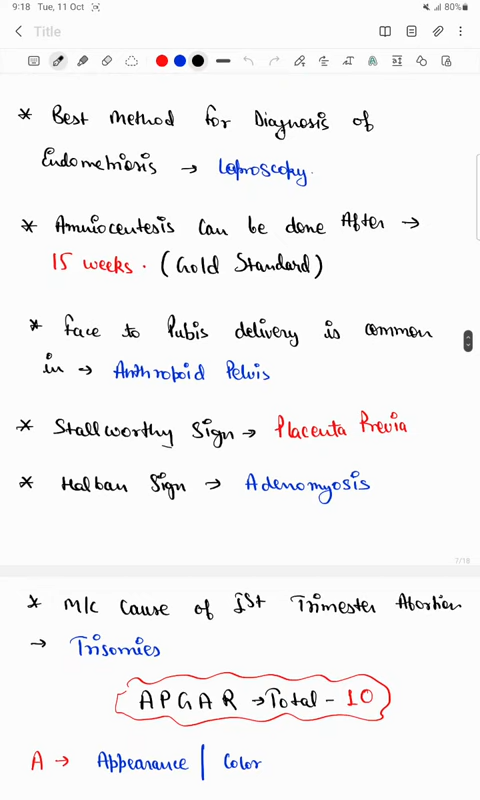 9:18 Tue, 11 Oct 80%
Title
* Best Method for Diagnosis of
Endometriosis → Laproscopy.
* Amniocentesis Can be done After →
15 weeks. (Gold Standard)
* Face to Pubis delivery is common
in → Anthropoid Pelvis
* Stallworthy Sign → Placenta Previa
* Halban Sign → Adenomyosis
7/18
* M/C Cause of Ist Trimester Abortion
→ Trisomies
APGAR → Total - 10
A → Appearance | Color